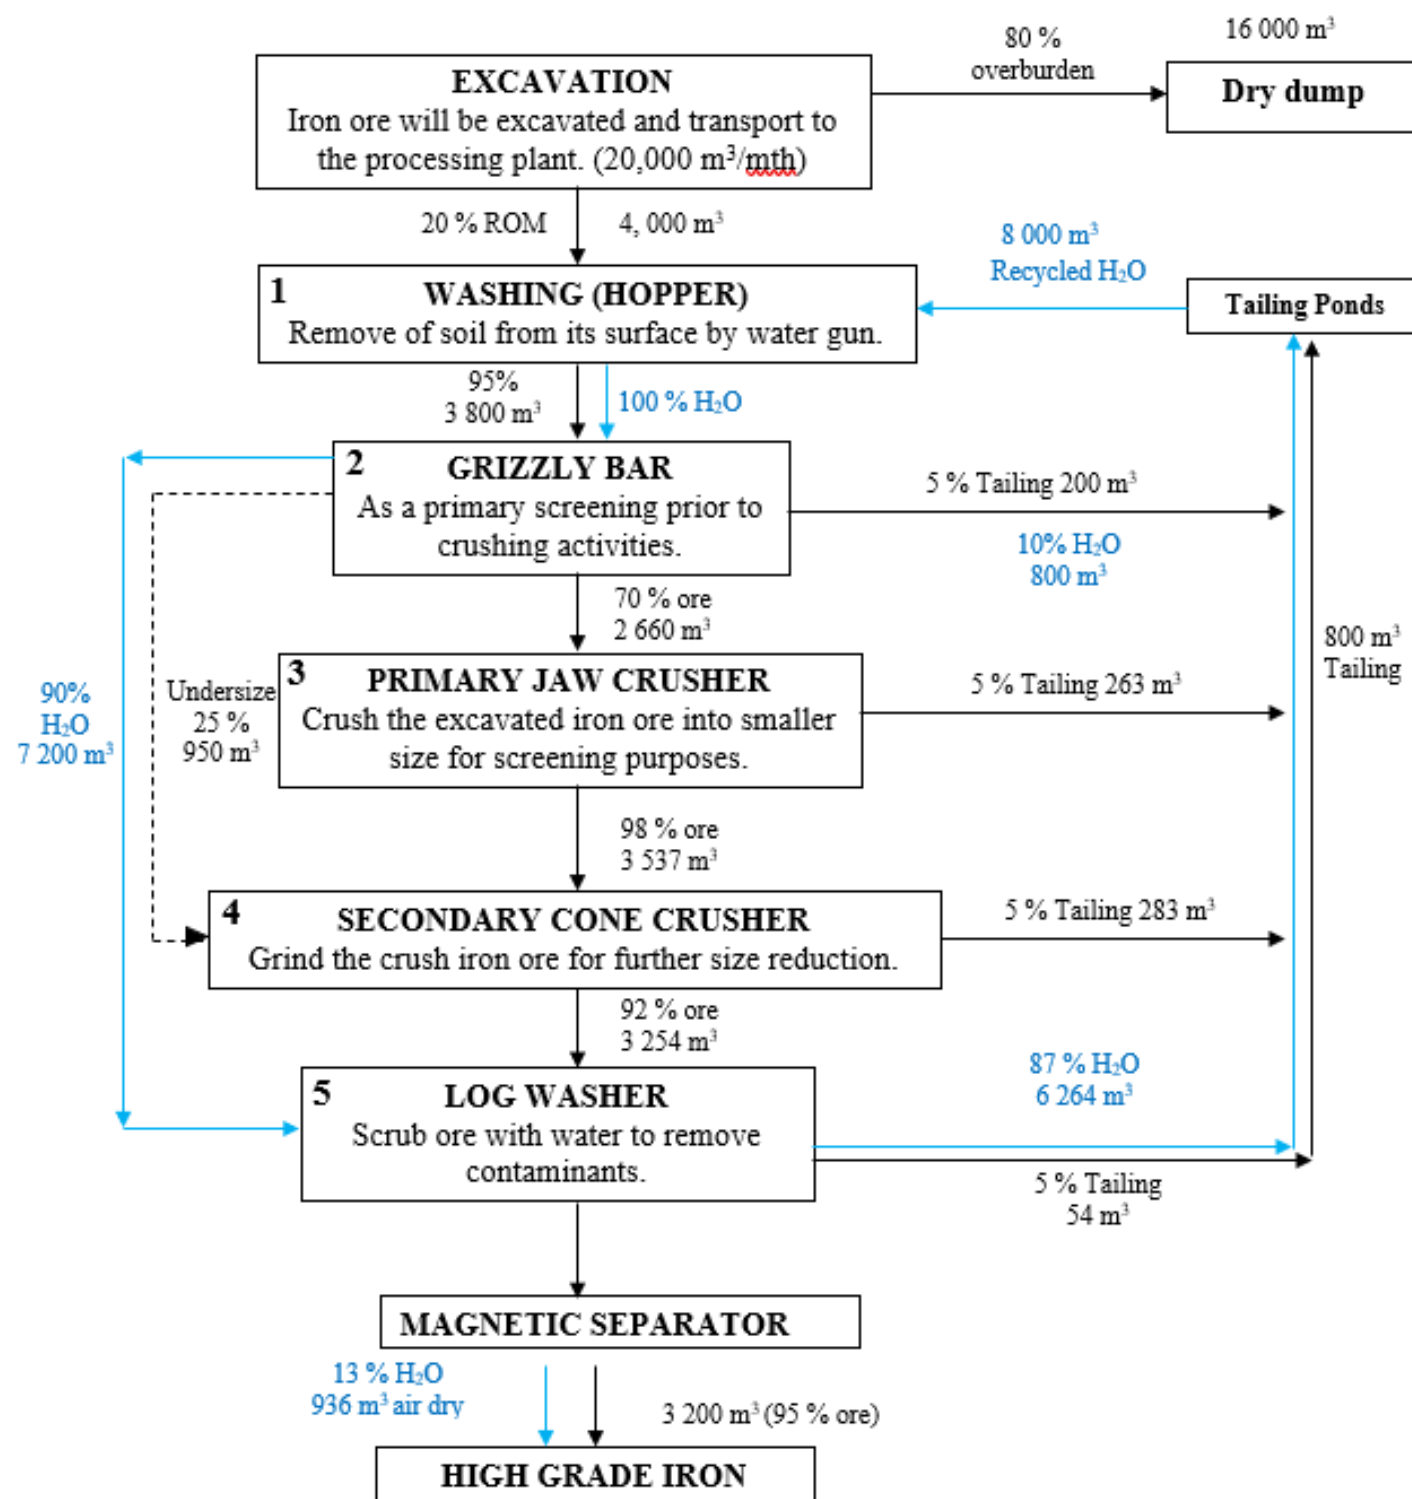 16 000 m³
80 %
overburden
Dry dump
EXCAVATION
Iron ore will be excavated and transport to
the processing plant. (20,000 m³/mth)
20 % ROM
4, 000 m³
8 000 m³
Recycled H₂O
Tailing Ponds
1
WASHING (HOPPER)
Remove of soil from its surface by water gun.
95%
3 800 m³
100 % H₂O
2
GRIZZLY BAR
As a primary screening prior to
crushing activities.
5 % Tailing 200 m³
10% H₂O
800 m³
70 % ore
2 660 m³
800 m³
Tailing
90%
H₂O
7 200 m³
Undersize
25 %
950 m³
3
PRIMARY JAW CRUSHER
Crush the excavated iron ore into smaller
size for screening purposes.
5 % Tailing 263 m³
98 % ore
3 537 m³
4
SECONDARY CONE CRUSHER
Grind the crush iron ore for further size reduction.
5 % Tailing 283 m³
92 % ore
3 254 m³
5
LOG WASHER
Scrub ore with water to remove
contaminants.
87 % H₂O
6 264 m³
5 % Tailing
54 m³
MAGNETIC SEPARATOR
13 % H₂O
936 m³ air dry
3 200 m³ (95 % ore)
HIGH GRADE IRON